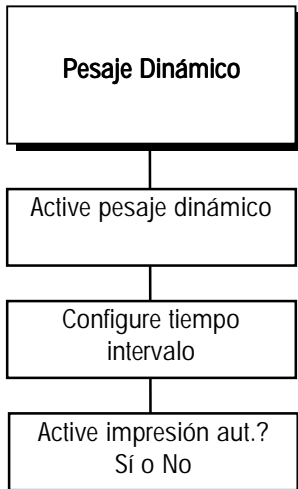 Pesaje Dinámico
Active pesaje dinámico
Configure tiempo
intervalo
Active impresión aut.?
Sí o No